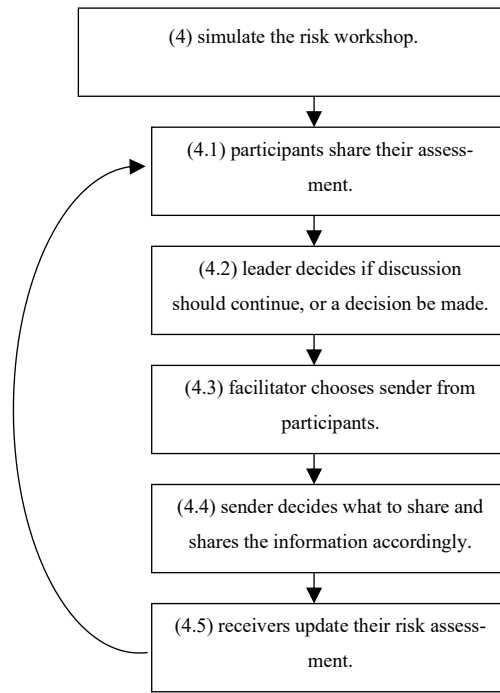 (4) simulate the risk workshop.
(4.1) participants share their assess-
ment.
(4.2) leader decides if discussion
should continue, or a decision be made.
(4.3) facilitator chooses sender from
participants.
(4.4) sender decides what to share and
shares the information accordingly.
(4.5) receivers update their risk assess-
ment.